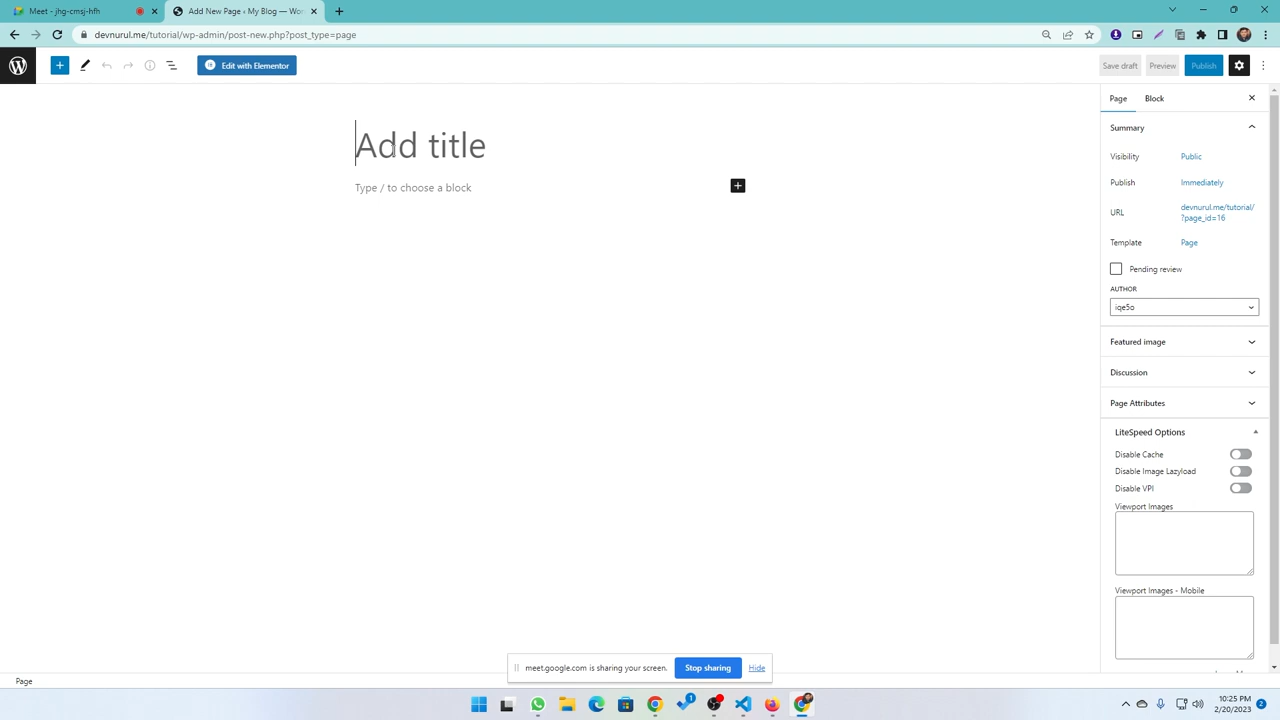 Meet - jhg-cmsj-hfh
Add New Page ‹ My Blog — Wo
devnurul.me/tutorial/wp-admin/post-new.php?post_type=page
Edit with Elementor
Save draft
Preview
Publish
Add title
Type / to choose a block
Page
Block
Summary
Visibility
Public
Publish
Immediately
URL
devnurul.me/tutorial/
?page_id=16
Template
Page
Pending review
AUTHOR
iqe5o
Featured image
Discussion
Page Attributes
LiteSpeed Options
Disable Cache
Disable Image Lazyload
Disable VPI
Viewport Images
Viewport Images - Mobile
meet.google.com is sharing your screen.
Stop sharing
Hide
Page
1
10:25 PM
2/20/2023
2